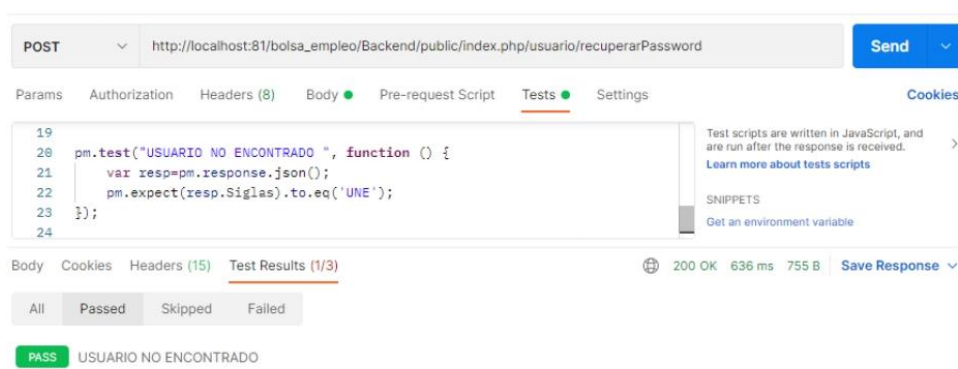 POST http://localhost:81/bolsa_empleo/Backend/public/index.php/usuario/recuperarPassword Send
Params Authorization Headers (8) Body Pre-request Script Tests Settings Cookies
19
20 pm.test("USUARIO NO ENCONTRADO ", function () {
21 var resp=pm.response.json();
22 pm.expect(resp.Siglas).to.eq('UNE');
23 });
24
Test scripts are written in JavaScript, and
are run after the response is received.
Learn more about tests scripts
SNIPPETS
Get an environment variable
Body Cookies Headers (15) Test Results (1/3) 200 OK 636 ms 755 B Save Response
All Passed Skipped Failed
PASS USUARIO NO ENCONTRADO